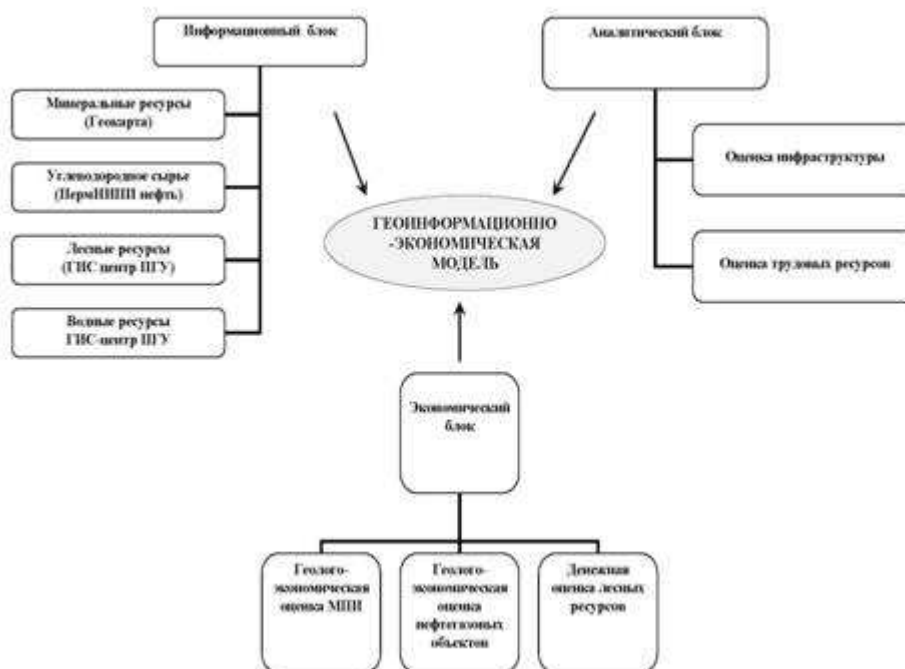 Информационный блок
Минеральные ресурсы
(Геокарта)
Углеводородное сырье
(ПермНИПИ нефть)
Лесные ресурсы
(ГИС центр ПГУ)
Водные ресурсы
ГИС-центр ПГУ
Аналитический блок
Оценка инфраструктуры
Оценка трудовых ресурсов
ГЕОИНФОРМАЦИОННО
-ЭКОНОМИЧЕСКАЯ
МОДЕЛЬ
Экономический
блок
Геолого-
экономическая
оценка МПИ
Геолого-
экономическая
оценка
нефтегазовых
объектов
Денежная
оценка лесных
ресурсов